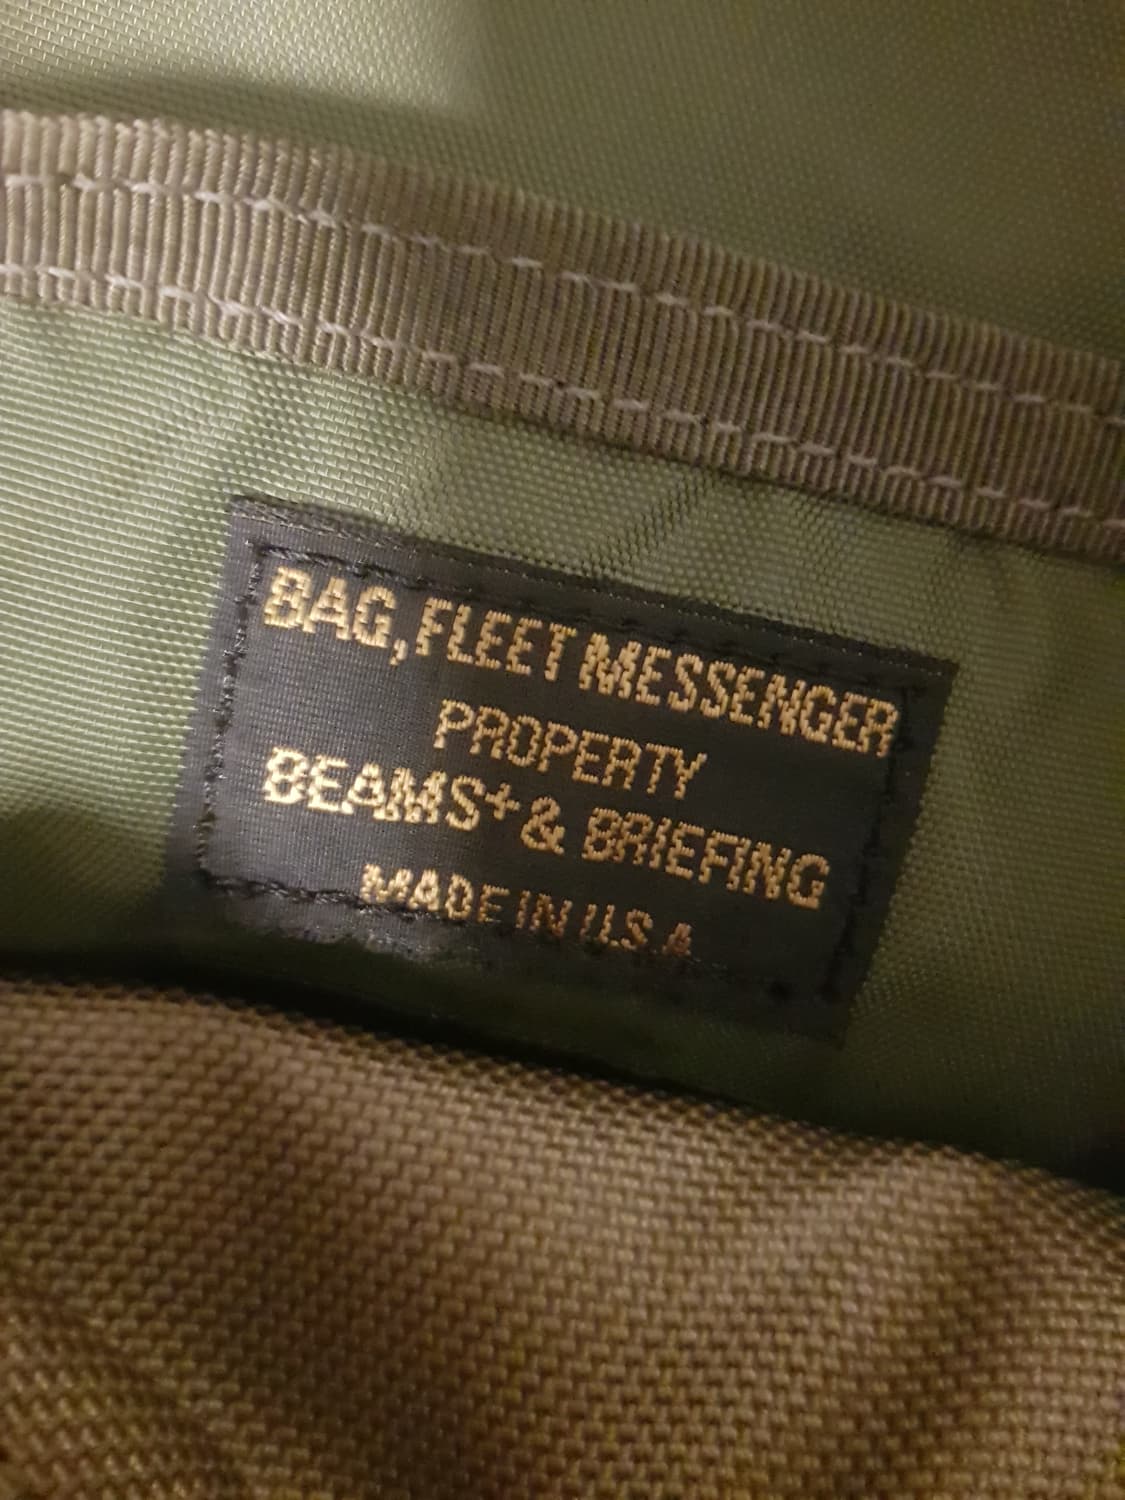 BAG, FLEET MESSENGER
PROPERTY
BEAMS+ & BRIEFING
MADE IN U.S.A